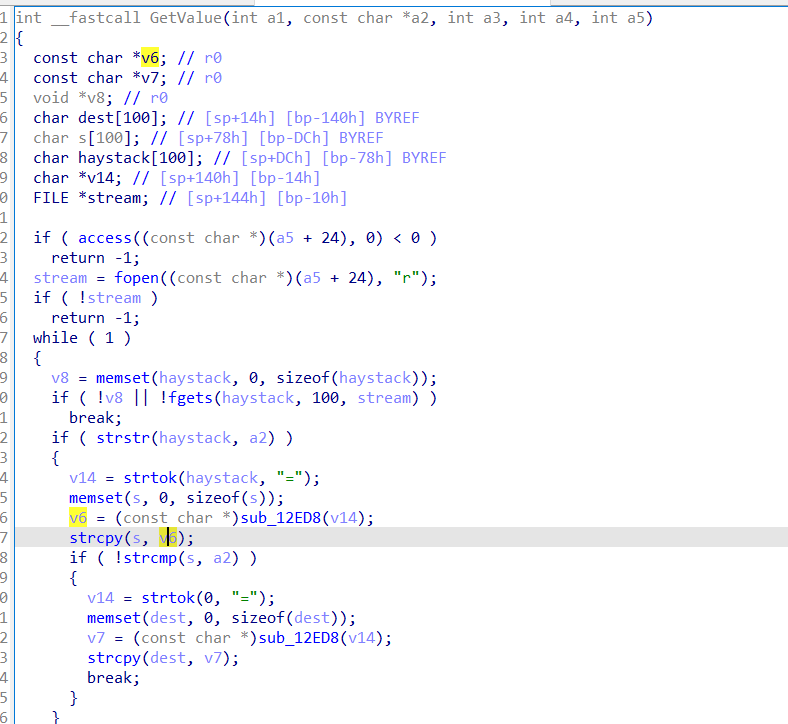 1 int __fastcall GetValue(int a1, const char *a2, int a3, int a4, int a5)
2 {
3   const char *v6; // r0
4   const char *v7; // r0
5   void *v8; // r0
6   char dest[100]; // [sp+14h] [bp-140h] BYREF
7   char s[100]; // [sp+78h] [bp-DCh] BYREF
8   char haystack[100]; // [sp+DCh] [bp-78h] BYREF
9   char *v14; // [sp+140h] [bp-14h]
0   FILE *stream; // [sp+144h] [bp-10h]
1
2   if ( access((const char *)(a5 + 24), 0) < 0 )
3     return -1;
4   stream = fopen((const char *)(a5 + 24), "r");
5   if ( !stream )
6     return -1;
7   while ( 1 )
8   {
9     v8 = memset(haystack, 0, sizeof(haystack));
0     if ( !v8 || !fgets(haystack, 100, stream) )
1       break;
2     if ( strstr(haystack, a2) )
3     {
4       v14 = strtok(haystack, "=");
5       memset(s, 0, sizeof(s));
6       v6 = (const char *)sub_12ED8(v14);
7       strcpy(s, v6);
8       if ( !strcmp(s, a2) )
9       {
0         v14 = strtok(0, "=");
1         memset(dest, 0, sizeof(dest));
2         v7 = (const char *)sub_12ED8(v14);
3         strcpy(dest, v7);
4         break;
5       }
6     }